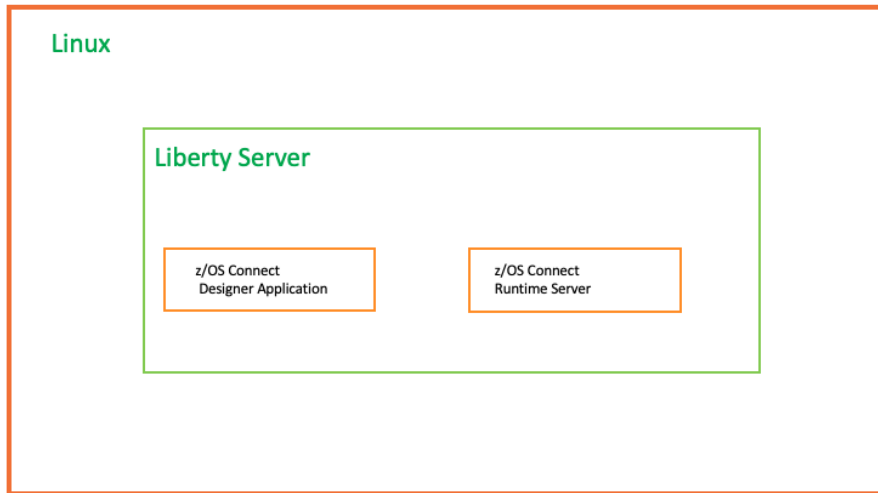 Linux
Liberty Server
z/OS Connect
Designer Application
z/OS Connect
Runtime Server